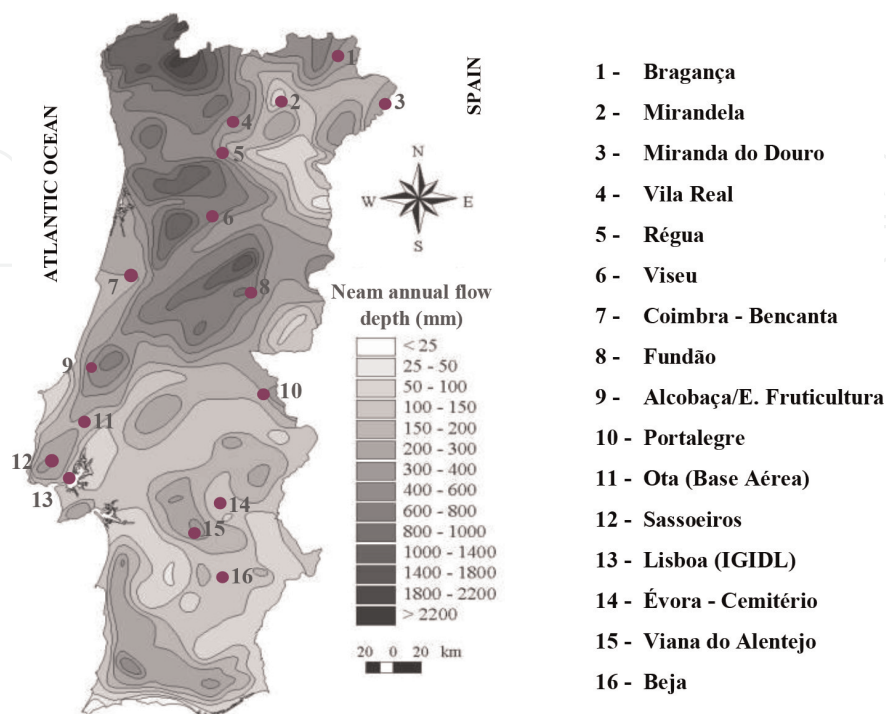 ATLANTIC OCEAN
SPAIN
1
2
3
4
5
6
7
8
9
10
11
12
13
14
15
16
N
W
E
S
Neam annual flow
depth (mm)
< 25
25 - 50
50 - 100
100 - 150
150 - 200
200 - 300
300 - 400
400 - 600
600 - 800
800 - 1000
1000 - 1400
1400 - 1800
1800 - 2200
> 2200
20 0 20 km
1 - Bragança
2 - Mirandela
3 - Miranda do Douro
4 - Vila Real
5 - Régua
6 - Viseu
7 - Coimbra - Bencanta
8 - Fundão
9 - Alcobaça/E. Fruticultura
10 - Portalegre
11 - Ota (Base Aérea)
12 - Sassoeiros
13 - Lisboa (IGIDL)
14 - Évora - Cemitério
15 - Viana do Alentejo
16 - Beja